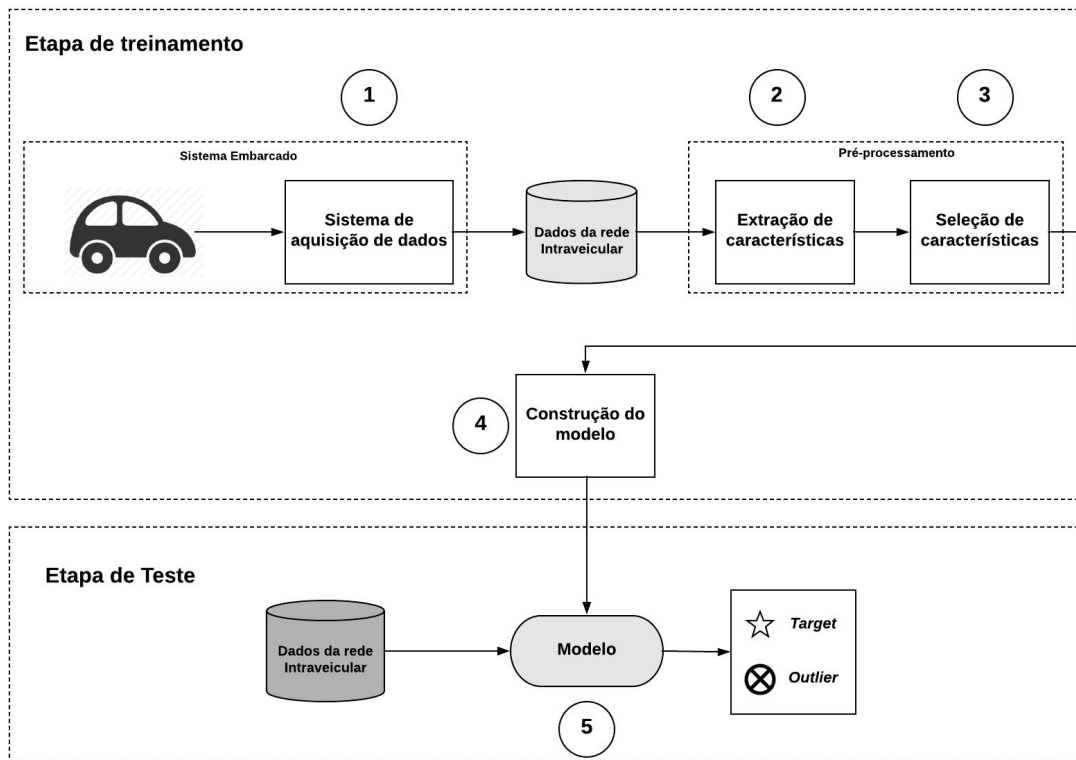 Etapa de treinamento
1
2
3
Sistema Embarcado
Pré-processamento
Sistema de
aquisição de dados
Dados da rede
Intraveicular
Extração de
características
Seleção de
características
4
Construção do
modelo
Etapa de Teste
Dados da rede
Intraveicular
Modelo
Target
Outlier
5